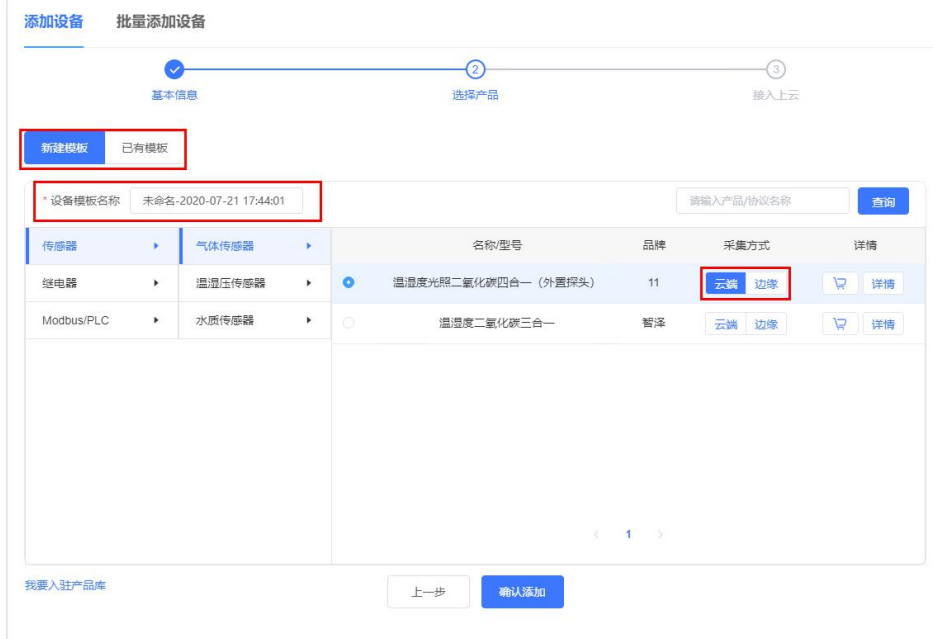 添加设备 批量添加设备
2 3
基本信息 选择产品 接入上云
新建模板 已有模板
* 设备模板名称 未命名-2020-07-21 17:44:01 请输入产品/协议名称 查询
传感器 气体传感器 名称/型号 品牌 采集方式 详情
继电器 温湿压传感器 温湿度光照二氧化碳四合一（外置探头） 11 云端 边缘 详情
Modbus/PLC 水质传感器 温湿度二氧化碳三合一 智泽 云端 边缘 详情
1
我要入驻产品库 上一步 确认添加